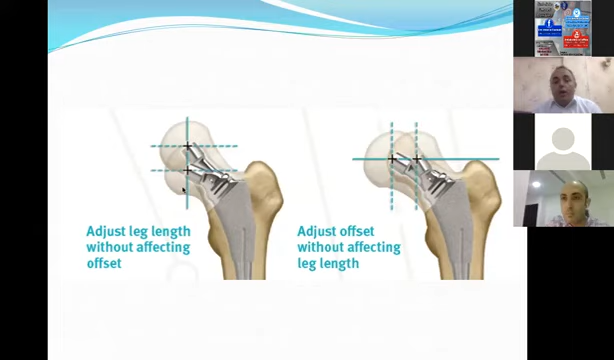 Adjust leg length
without affecting
offset
Adjust offset
without affecting
leg length